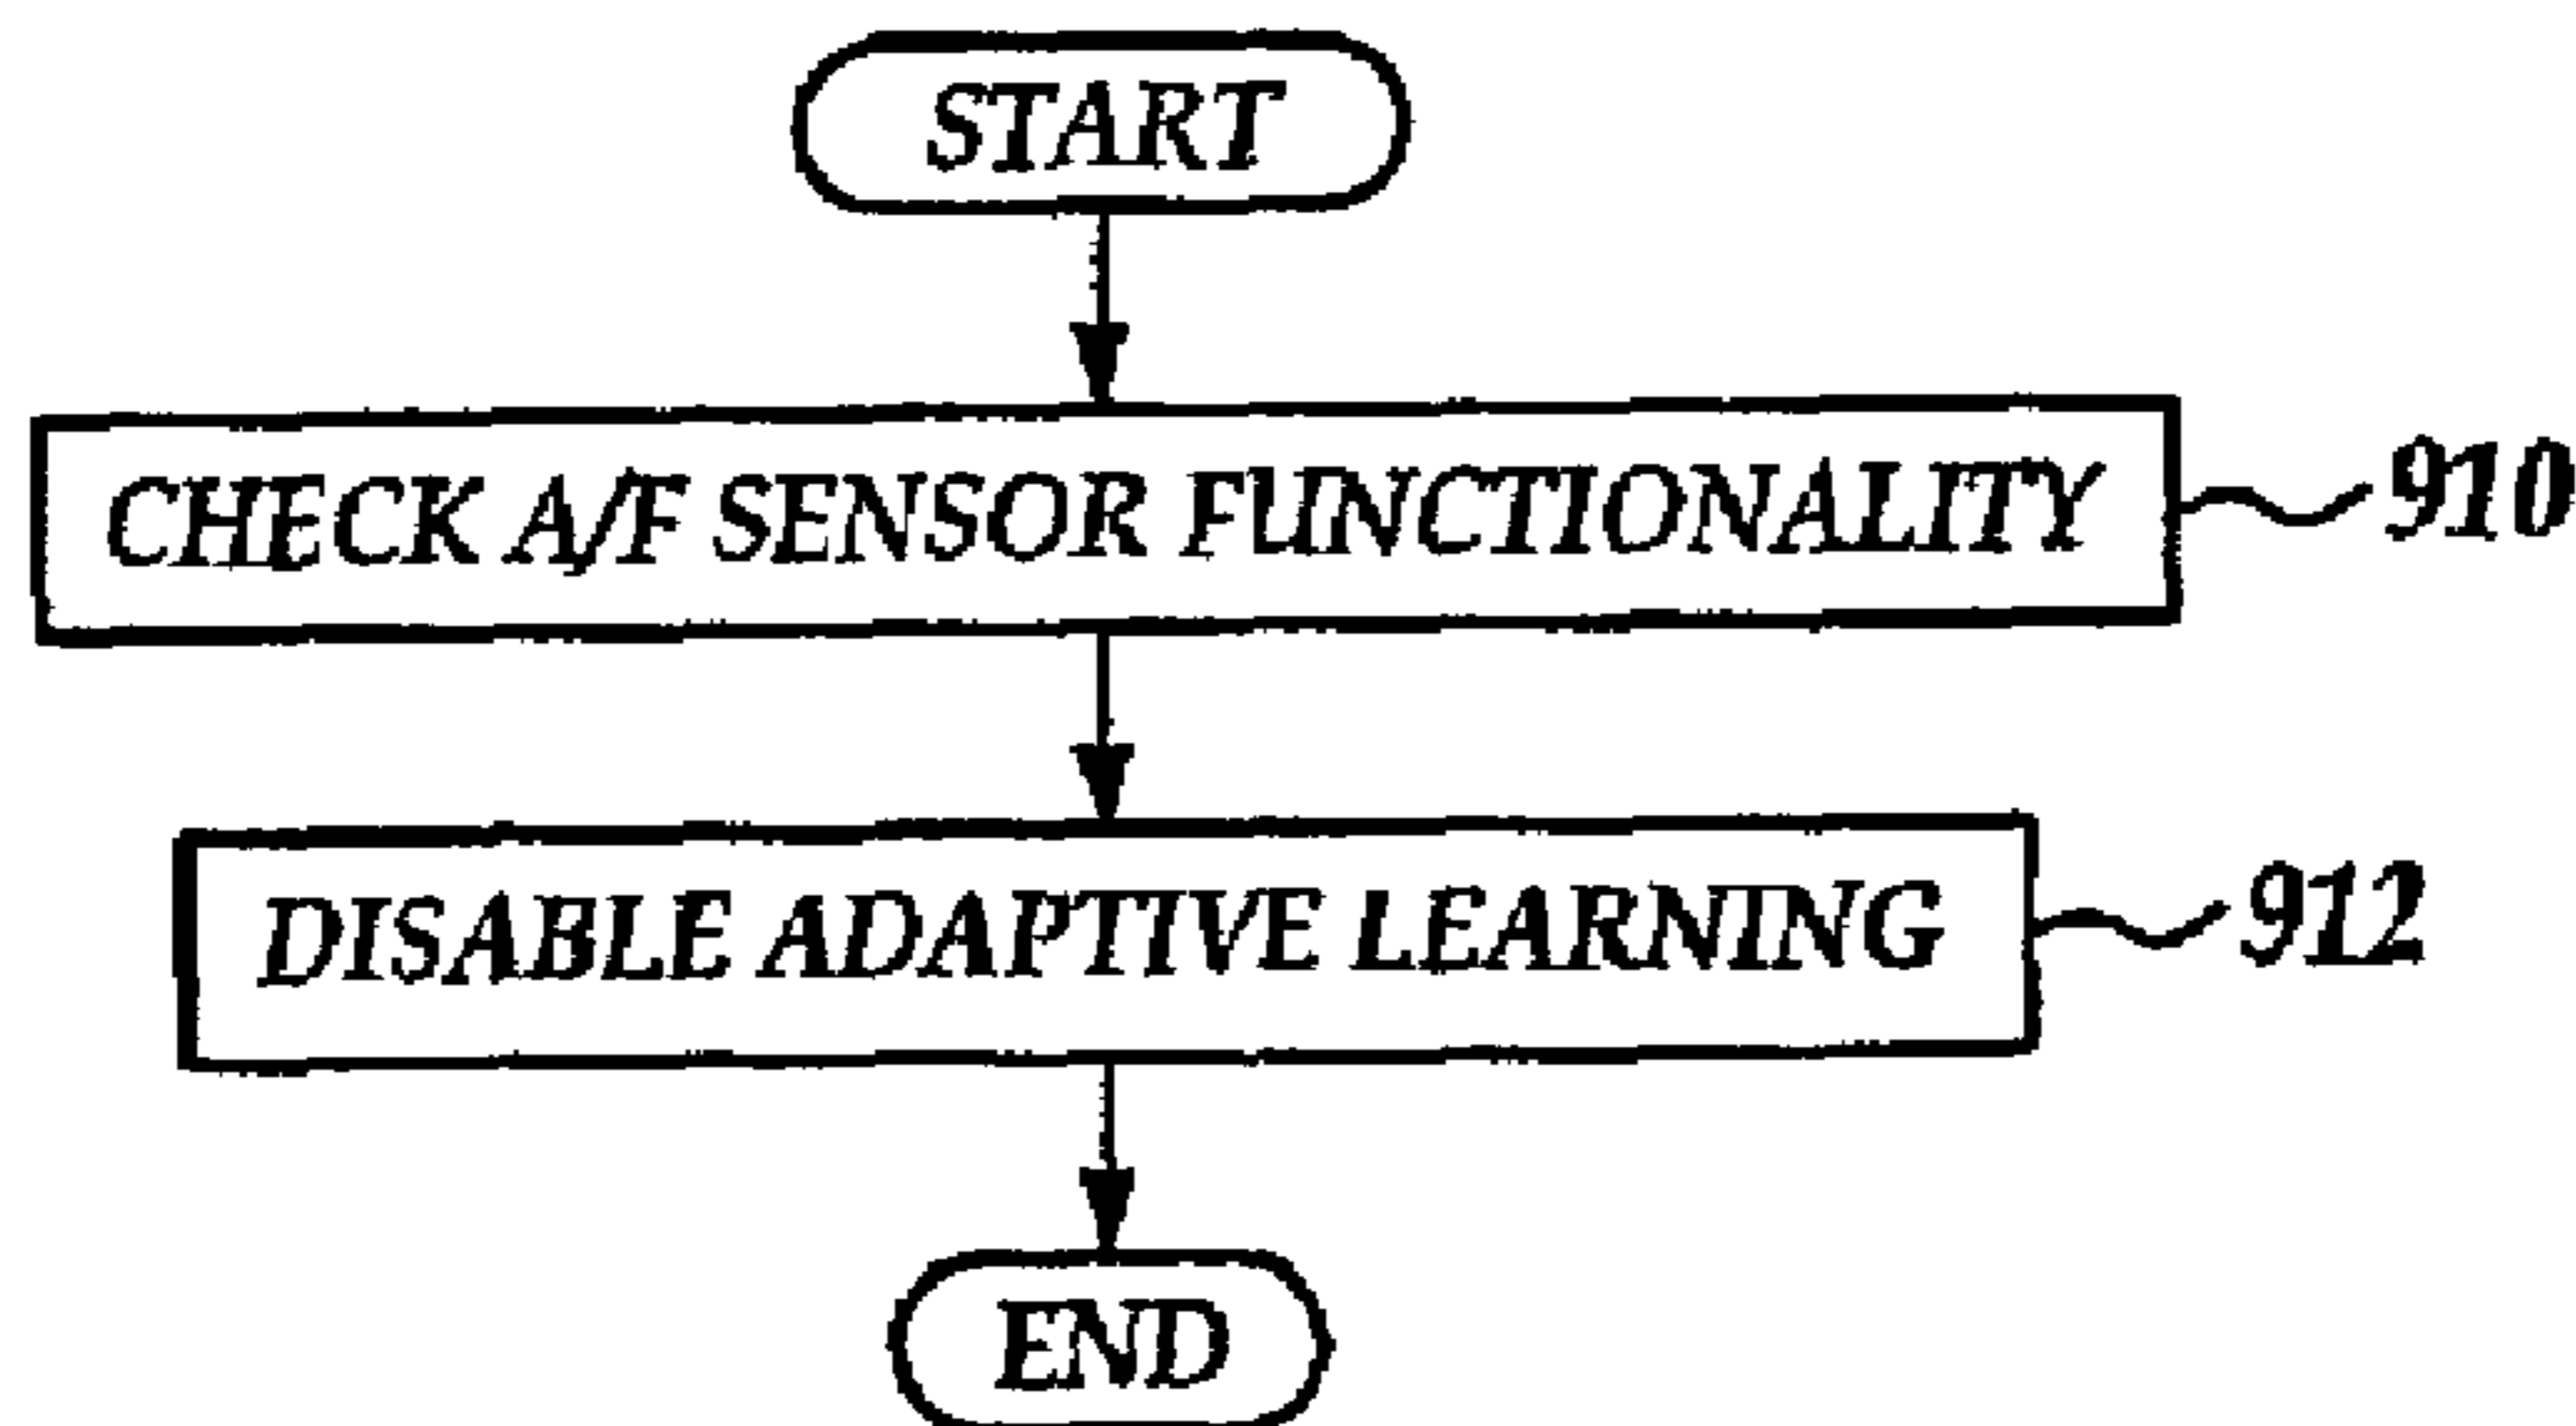 START
CHECK A/F SENSOR FUNCTIONALITY
910
DISABLE ADAPTIVE LEARNING
912
END